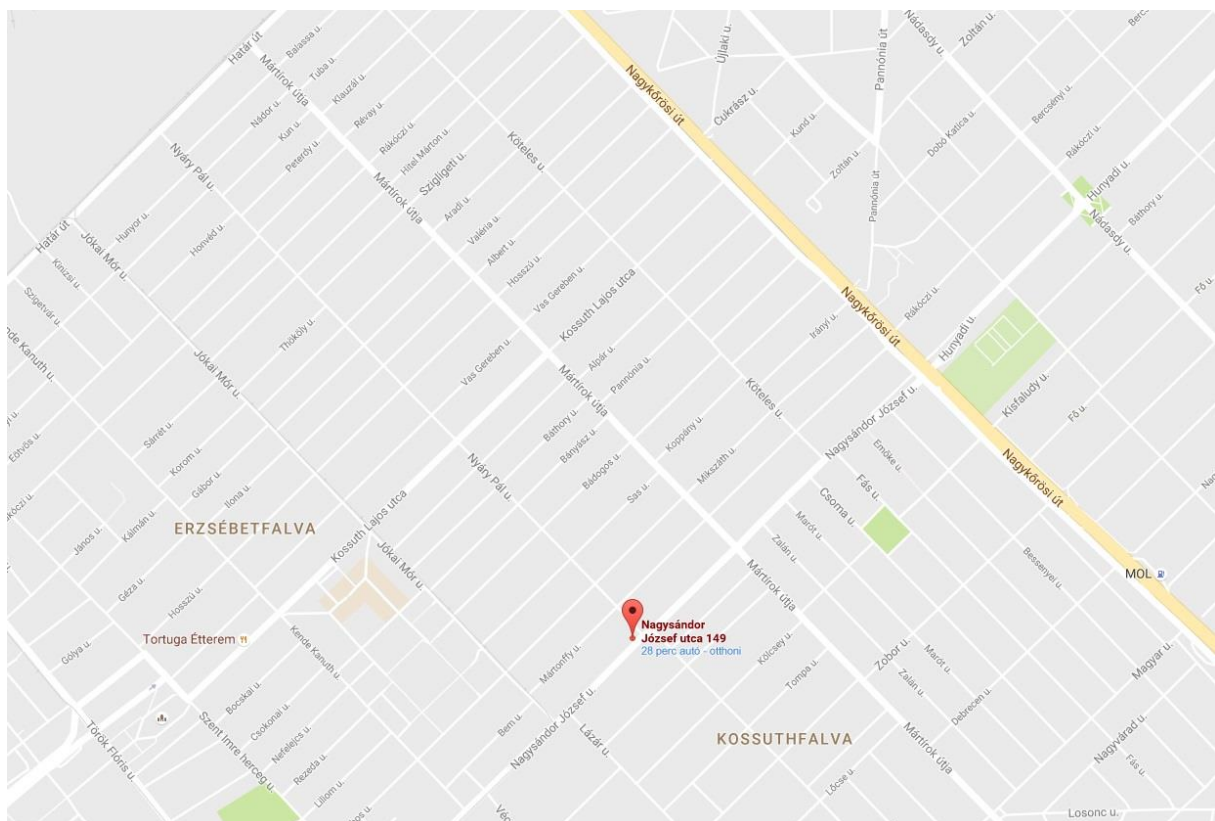 Határ út
Balassa u.
Mártírok útja
Tuba u.
Nádor u.
Klauzál u.
Kun u.
Révay u.
Peterdy u.
Rákóczi u.
Hitel Márton u.
Szigligeti u.
Nyáry Pál u.
Mártírok útja
Aradi u.
Valéria u.
Albert u.
Hosszú u.
Vas Gereben u.
Kossuth Lajos utca
Köteles u.
Nagykőrösi út
Újlaki u.
Cukrász u.
Kund u.
Zoltán u.
Pannónia út
Pannónia út
Nádasdy u.
Zoltán u.
Bercsényi u.
Dobó Katica u.
Rákóczi u.
Hunyadi u.
Báthory u.
Nádasdy u.
Fő u.
Határ út
Hunyor u.
Honvéd u.
Kinizsi u.
Szigetvár u.
Jókai Mór u.
Thököly u.
Jókai Mór u.
Vas Gereben u.
Nagykőrösi út
Irányi u.
Rákóczi u.
Hunyadi u.
Kisfaludy u.
Fő u.
Mártírok útja
Alpár u.
Pannónia u.
Báthory u.
Bányász u.
Bádogos u.
Sas u.
Koppány u.
Mikszáth u.
Köteles u.
Nagysándor József u.
Emőke u.
Fás u.
Csoma u.
Marót u.
Zalán u.
Nagykőrösi út
Bessenyei u.
MOL
Kende Kanuth u.
Eötvös u.
Sárrét u.
Korom u.
Gábor u.
Ilona u.
ERZSÉBETFALVA
Kálmán u.
János u.
Géza u.
Hosszú u.
Gólya u.
Kossuth Lajos utca
Nyáry Pál u.
Jókai Mór u.
Tortuga Étterem
Kende Kanuth u.
Bocskai u.
Csokonai u.
Nefelejcs u.
Rezeda u.
Liliom u.
Szent Imre herceg u.
Török Flóris u.
Nagysándor
József utca 149
28 perc autó - otthoni
Mártonffy u.
Bem u.
Nagysándor József u.
Lázár u.
Kölcsey u.
Tompa u.
Mártírok útja
Zobor u.
Marót u.
Zalán u.
Debrecen u.
Magyar u.
Nagyvárad u.
Fás u.
KOSSUTHFALVA
Mártírok útja
Lőcse u.
Losonc u.